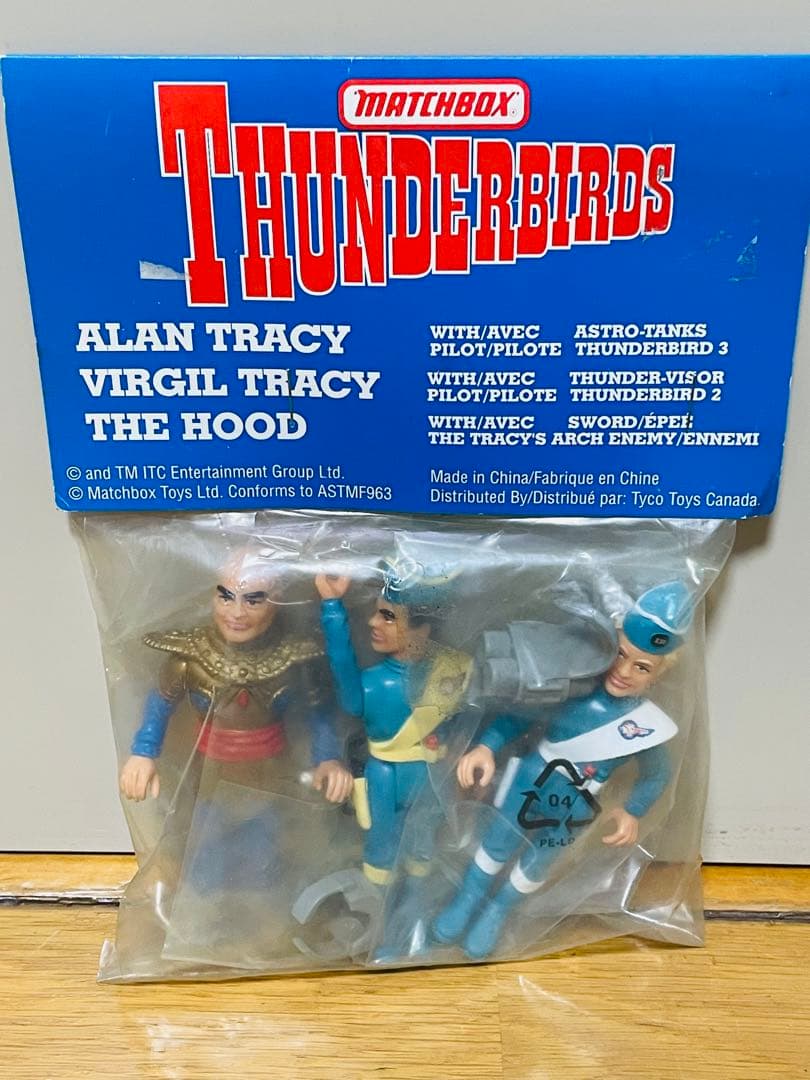 MATCHBOX
THUNDERBIRDS
ALAN TRACY
VIRGIL TRACY
THE HOOD
WITH/AVEC ASTRO-TANKS
PILOT/PILOTE THUNDERBIRD 3
WITH/AVEC THUNDER-VISOR
PILOT/PILOTE THUNDERBIRD 2
WITH/AVEC SWORD/ÉPÉE
THE TRACY'S ARCH ENEMY/ENNEMI
© and TM ITC Entertainment Group Ltd.
© Matchbox Toys Ltd. Conforms to ASTMF963
Made in China/Fabrique en Chine
Distributed By/Distribué par: Tyco Toys Canada.
04